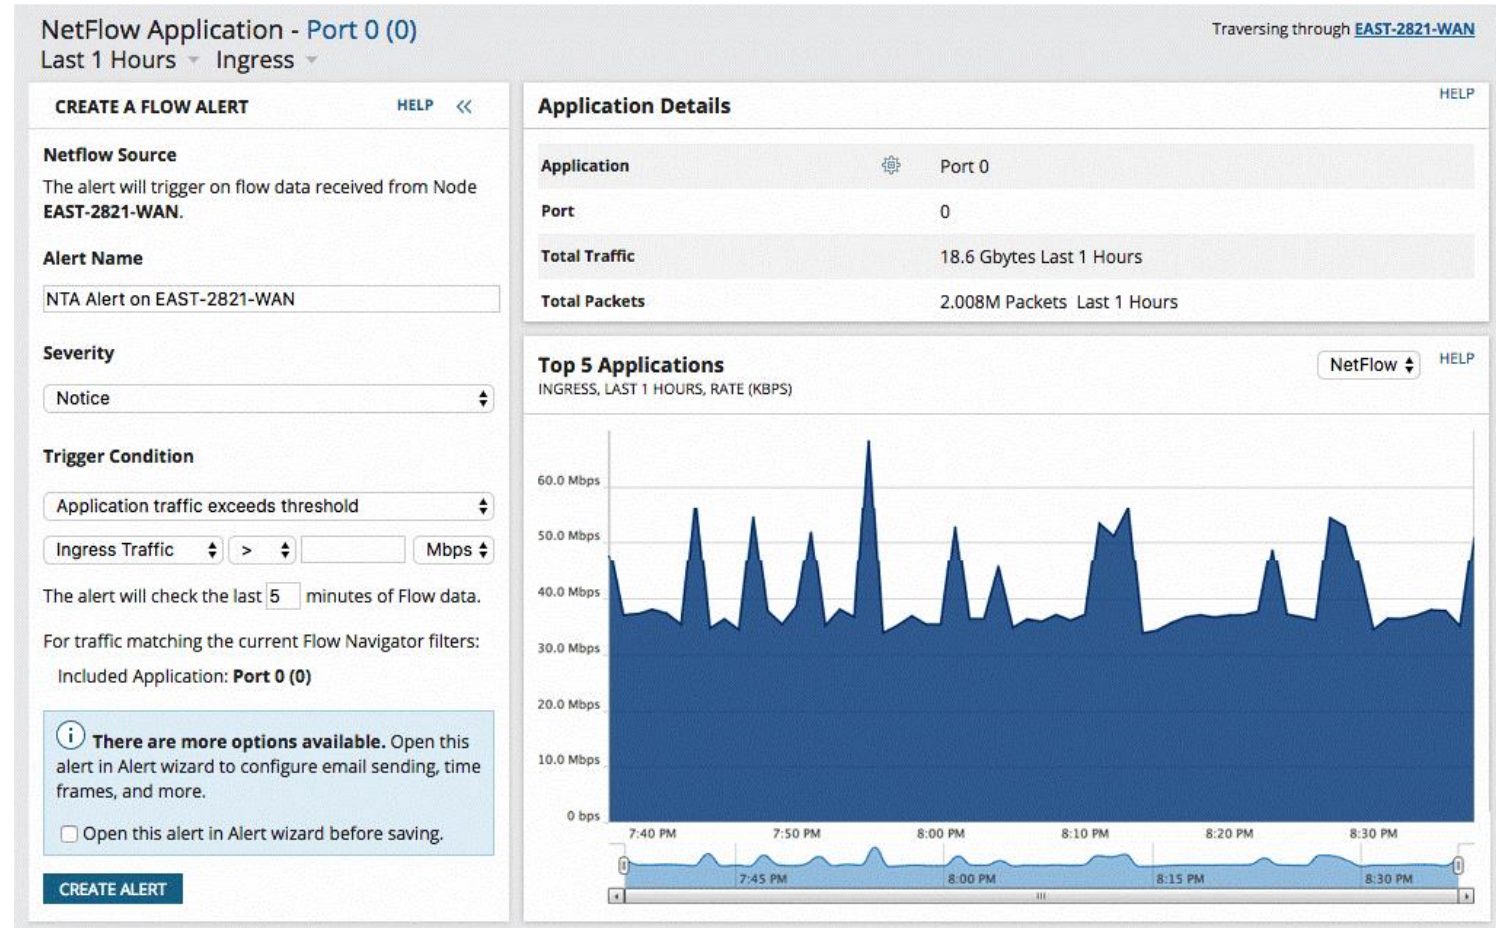 NetFlow Application - Port 0 (0)
Last 1 Hours Ingress
Traversing through EAST-2821-WAN
CREATE A FLOW ALERT HELP
Netflow Source
The alert will trigger on flow data received from Node
EAST-2821-WAN.
Alert Name
NTA Alert on EAST-2821-WAN
Severity
Notice
Trigger Condition
Application traffic exceeds threshold
Ingress Traffic > Mbps
The alert will check the last 5 minutes of Flow data.
For traffic matching the current Flow Navigator filters:
Included Application: Port 0 (0)
There are more options available. Open this
alert in Alert wizard to configure email sending, time
frames, and more.
Open this alert in Alert wizard before saving.
CREATE ALERT
Application Details HELP
Application Port 0
Port 0
Total Traffic 18.6 Gbytes Last 1 Hours
Total Packets 2.008M Packets Last 1 Hours
Top 5 Applications NetFlow HELP
INGRESS, LAST 1 HOURS, RATE (KBPS)
60.0 Mbps
50.0 Mbps
40.0 Mbps
30.0 Mbps
20.0 Mbps
10.0 Mbps
0 bps
7:40 PM 7:50 PM 8:00 PM 8:10 PM 8:20 PM 8:30 PM
7:45 PM 8:00 PM 8:15 PM 8:30 PM